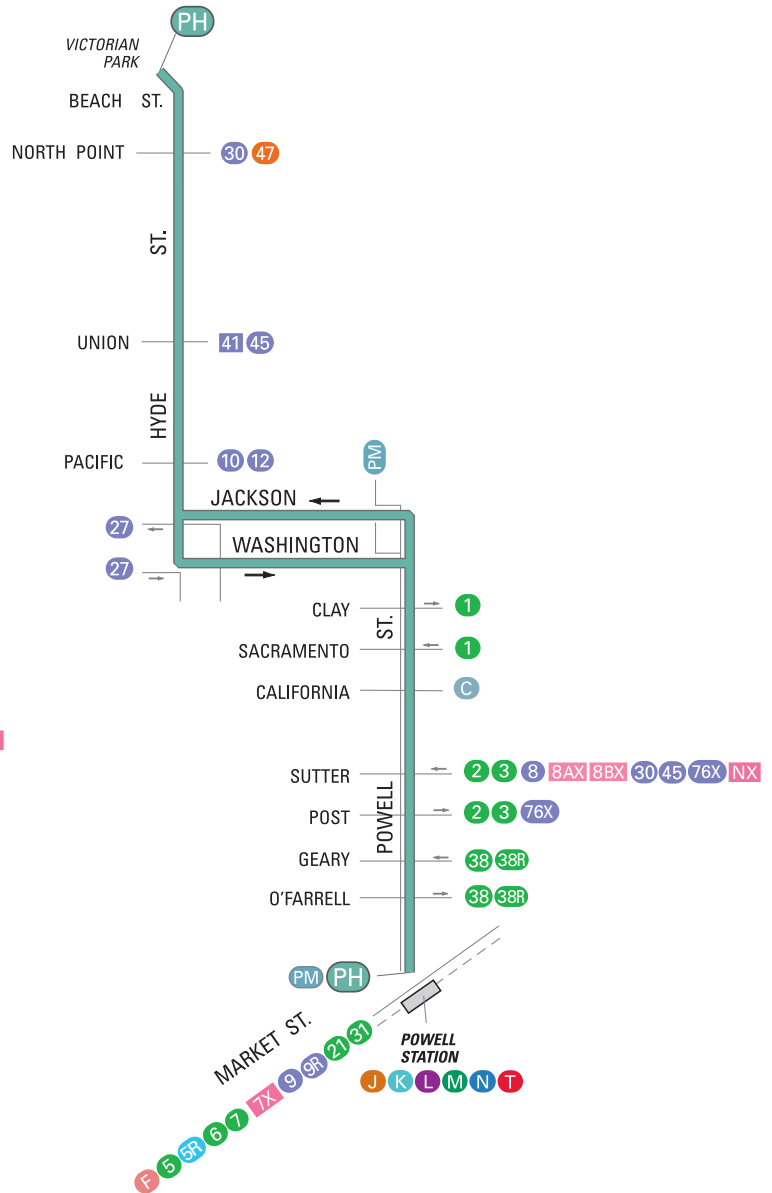 PH
VICTORIAN
PARK
BEACH ST.
NORTH POINT 30 47
ST.
UNION 41 45
HYDE
PACIFIC 10 12
PM
JACKSON
27
WASHINGTON
27
CLAY 1
ST.
SACRAMENTO 1
CALIFORNIA C
SUTTER 2 3 8 8AX 8BX 30 45 76X NX
POWELL
POST 2 3 76X
GEARY 38 38R
O'FARRELL 38 38R
PM PH
MARKET ST.
POWELL
STATION
J K L M N T
F 5 5R 6 7 7X 9 9R 21 31